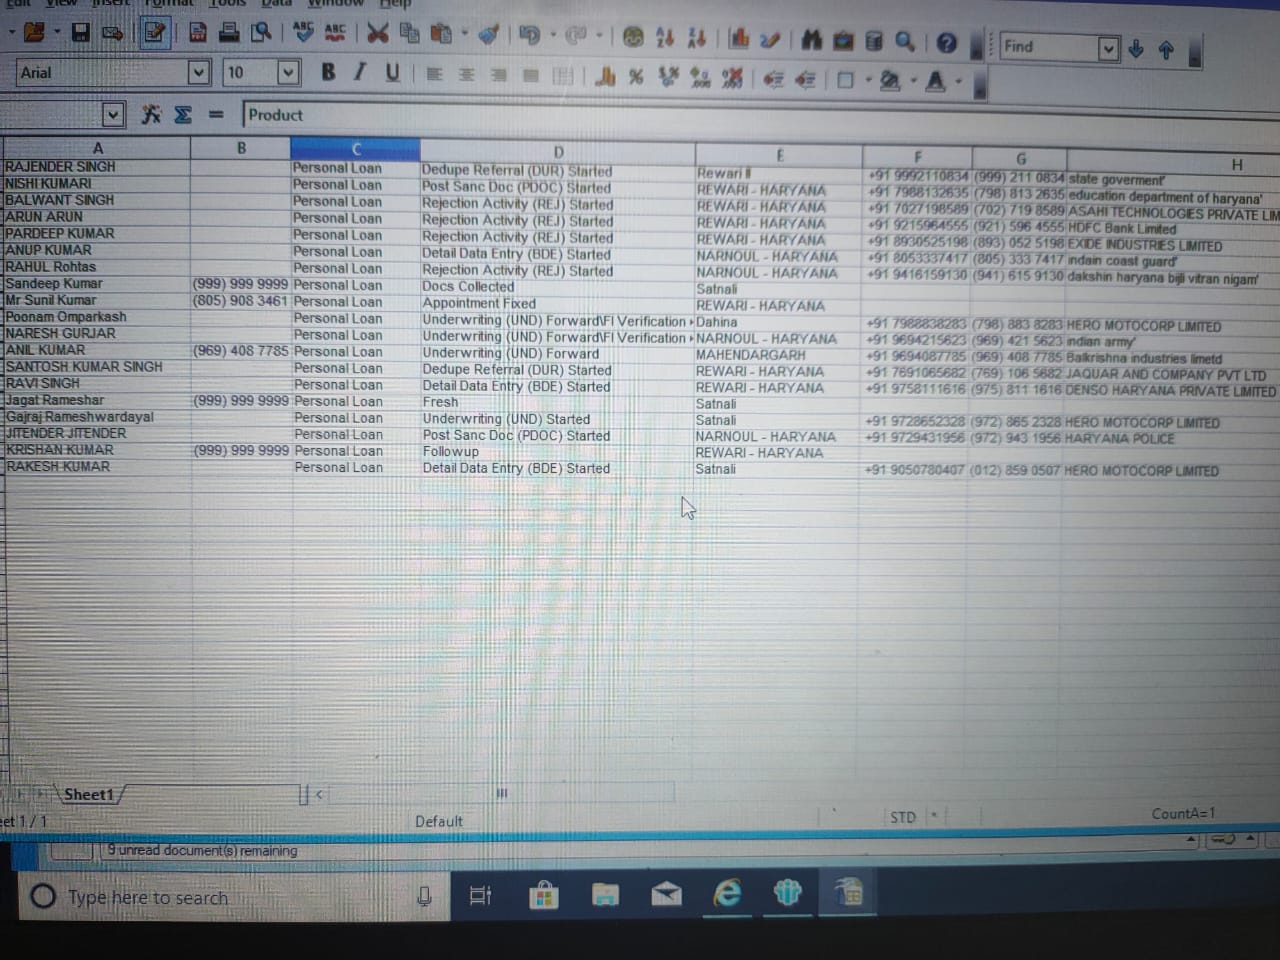 Edit View Insert Format Tools Data Window Help
Find
Arial 10 B I U
Product
A B C D E F G H
RAJENDER SINGH Personal Loan Dedupe Referral (DUR) Started Rewari II +91 9992110834 (999) 211 0834 state goverment'
NISHI KUMARI Personal Loan Post Sanc Doc (PDOC) Started REWARI - HARYANA +91 7988132635 (798) 813 2635 education department of haryana'
BALWANT SINGH Personal Loan Rejection Activity (REJ) Started REWARI - HARYANA +91 7027198589 (702) 719 8589 ASAHI TECHNOLOGIES PRIVATE LIM
ARUN ARUN Personal Loan Rejection Activity (REJ) Started REWARI - HARYANA +91 9215964555 (921) 596 4555 HDFC Bank Limited
PARDEEP KUMAR Personal Loan Rejection Activity (REJ) Started REWARI - HARYANA +91 8930525198 (893) 052 5198 EXIDE INDUSTRIES LIMITED
ANUP KUMAR Personal Loan Detail Data Entry (BDE) Started NARNOUL - HARYANA +91 8053337417 (805) 333 7417 indain coast guard'
RAHUL Rohtas Personal Loan Rejection Activity (REJ) Started NARNOUL - HARYANA +91 9416159130 (941) 615 9130 dakshin haryana bijli vitran nigam'
Sandeep Kumar (999) 999 9999 Personal Loan Docs Collected Satnali
Mr Sunil Kumar (805) 908 3461 Personal Loan Appointment Fixed REWARI - HARYANA
Poonam Omparkash Personal Loan Underwriting (UND) Forward\FI Verification Dahina +91 7988838283 (798) 883 8283 HERO MOTOCORP LIMITED
NARESH GURJAR Personal Loan Underwriting (UND) Forward\FI Verification NARNOUL - HARYANA +91 9694215623 (969) 421 5623 indian army'
ANIL KUMAR (969) 408 7785 Personal Loan Underwriting (UND) Forward MAHENDARGARH +91 9694087785 (969) 408 7785 Balkrishna industries limetd
SANTOSH KUMAR SINGH Personal Loan Dedupe Referral (DUR) Started REWARI - HARYANA +91 7691065682 (769) 106 5682 JAQUAR AND COMPANY PVT LTD
RAVI SINGH Personal Loan Detail Data Entry (BDE) Started REWARI - HARYANA +91 9758111616 (975) 811 1616 DENSO HARYANA PRIVATE LIMITED
Jagat Rameshar (999) 999 9999 Personal Loan Fresh Satnali
Gajraj Rameshwardayal Personal Loan Underwriting (UND) Started Satnali +91 9728652328 (972) 865 2328 HERO MOTOCORP LIMITED
JITENDER JITENDER Personal Loan Post Sanc Doc (PDOC) Started NARNOUL - HARYANA +91 9729431956 (972) 943 1956 HARYANA POLICE
KRISHAN KUMAR (999) 999 9999 Personal Loan Followup REWARI - HARYANA
RAKESH KUMAR Personal Loan Detail Data Entry (BDE) Started Satnali +91 9050780407 (012) 859 0507 HERO MOTOCORP LIMITED
Sheet1
eet 1 / 1 Default STD * CountA=1
9 unread document(s) remaining
Type here to search